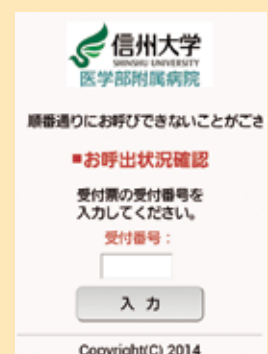 信州大学
SHINSHU UNIVERSITY
医学部附属病院
順番通りにお呼びできないことがござ
■お呼出状況確認
受付票の受付番号を
入力してください。
受付番号：
入 力
Copyright(C) 2014